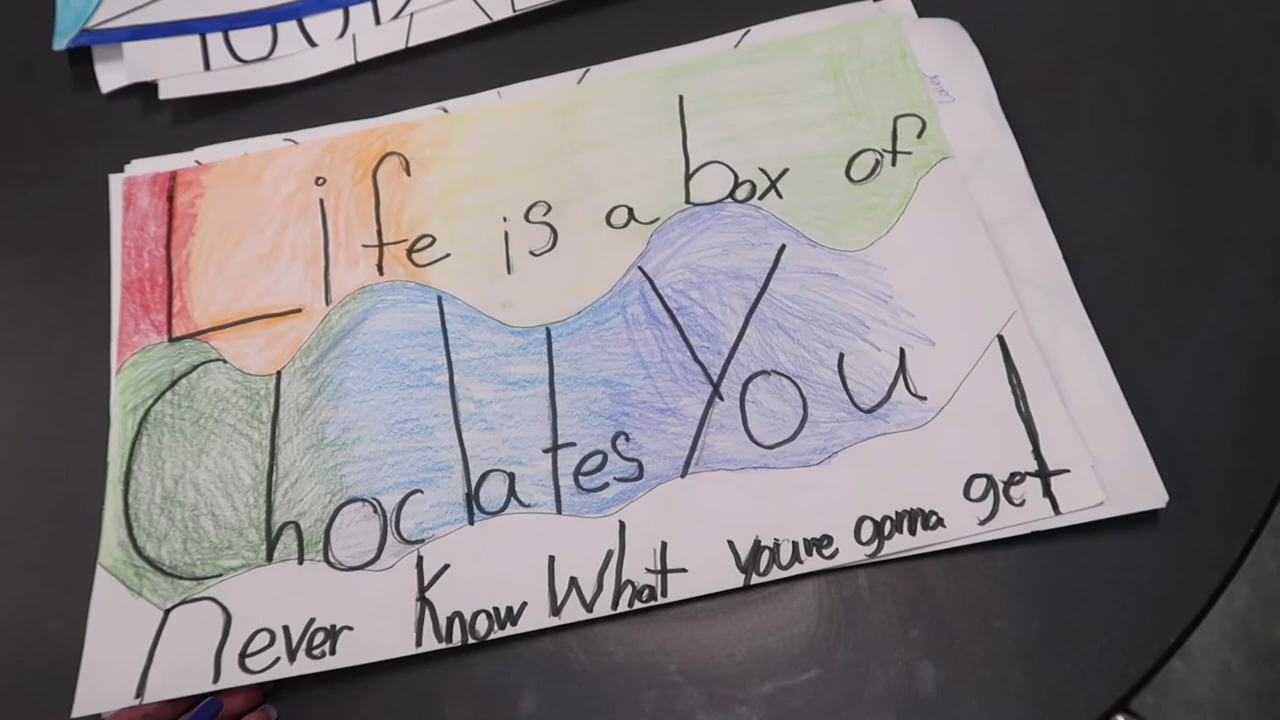 Life is a box of
Choclates You
never Know What youre gonna get